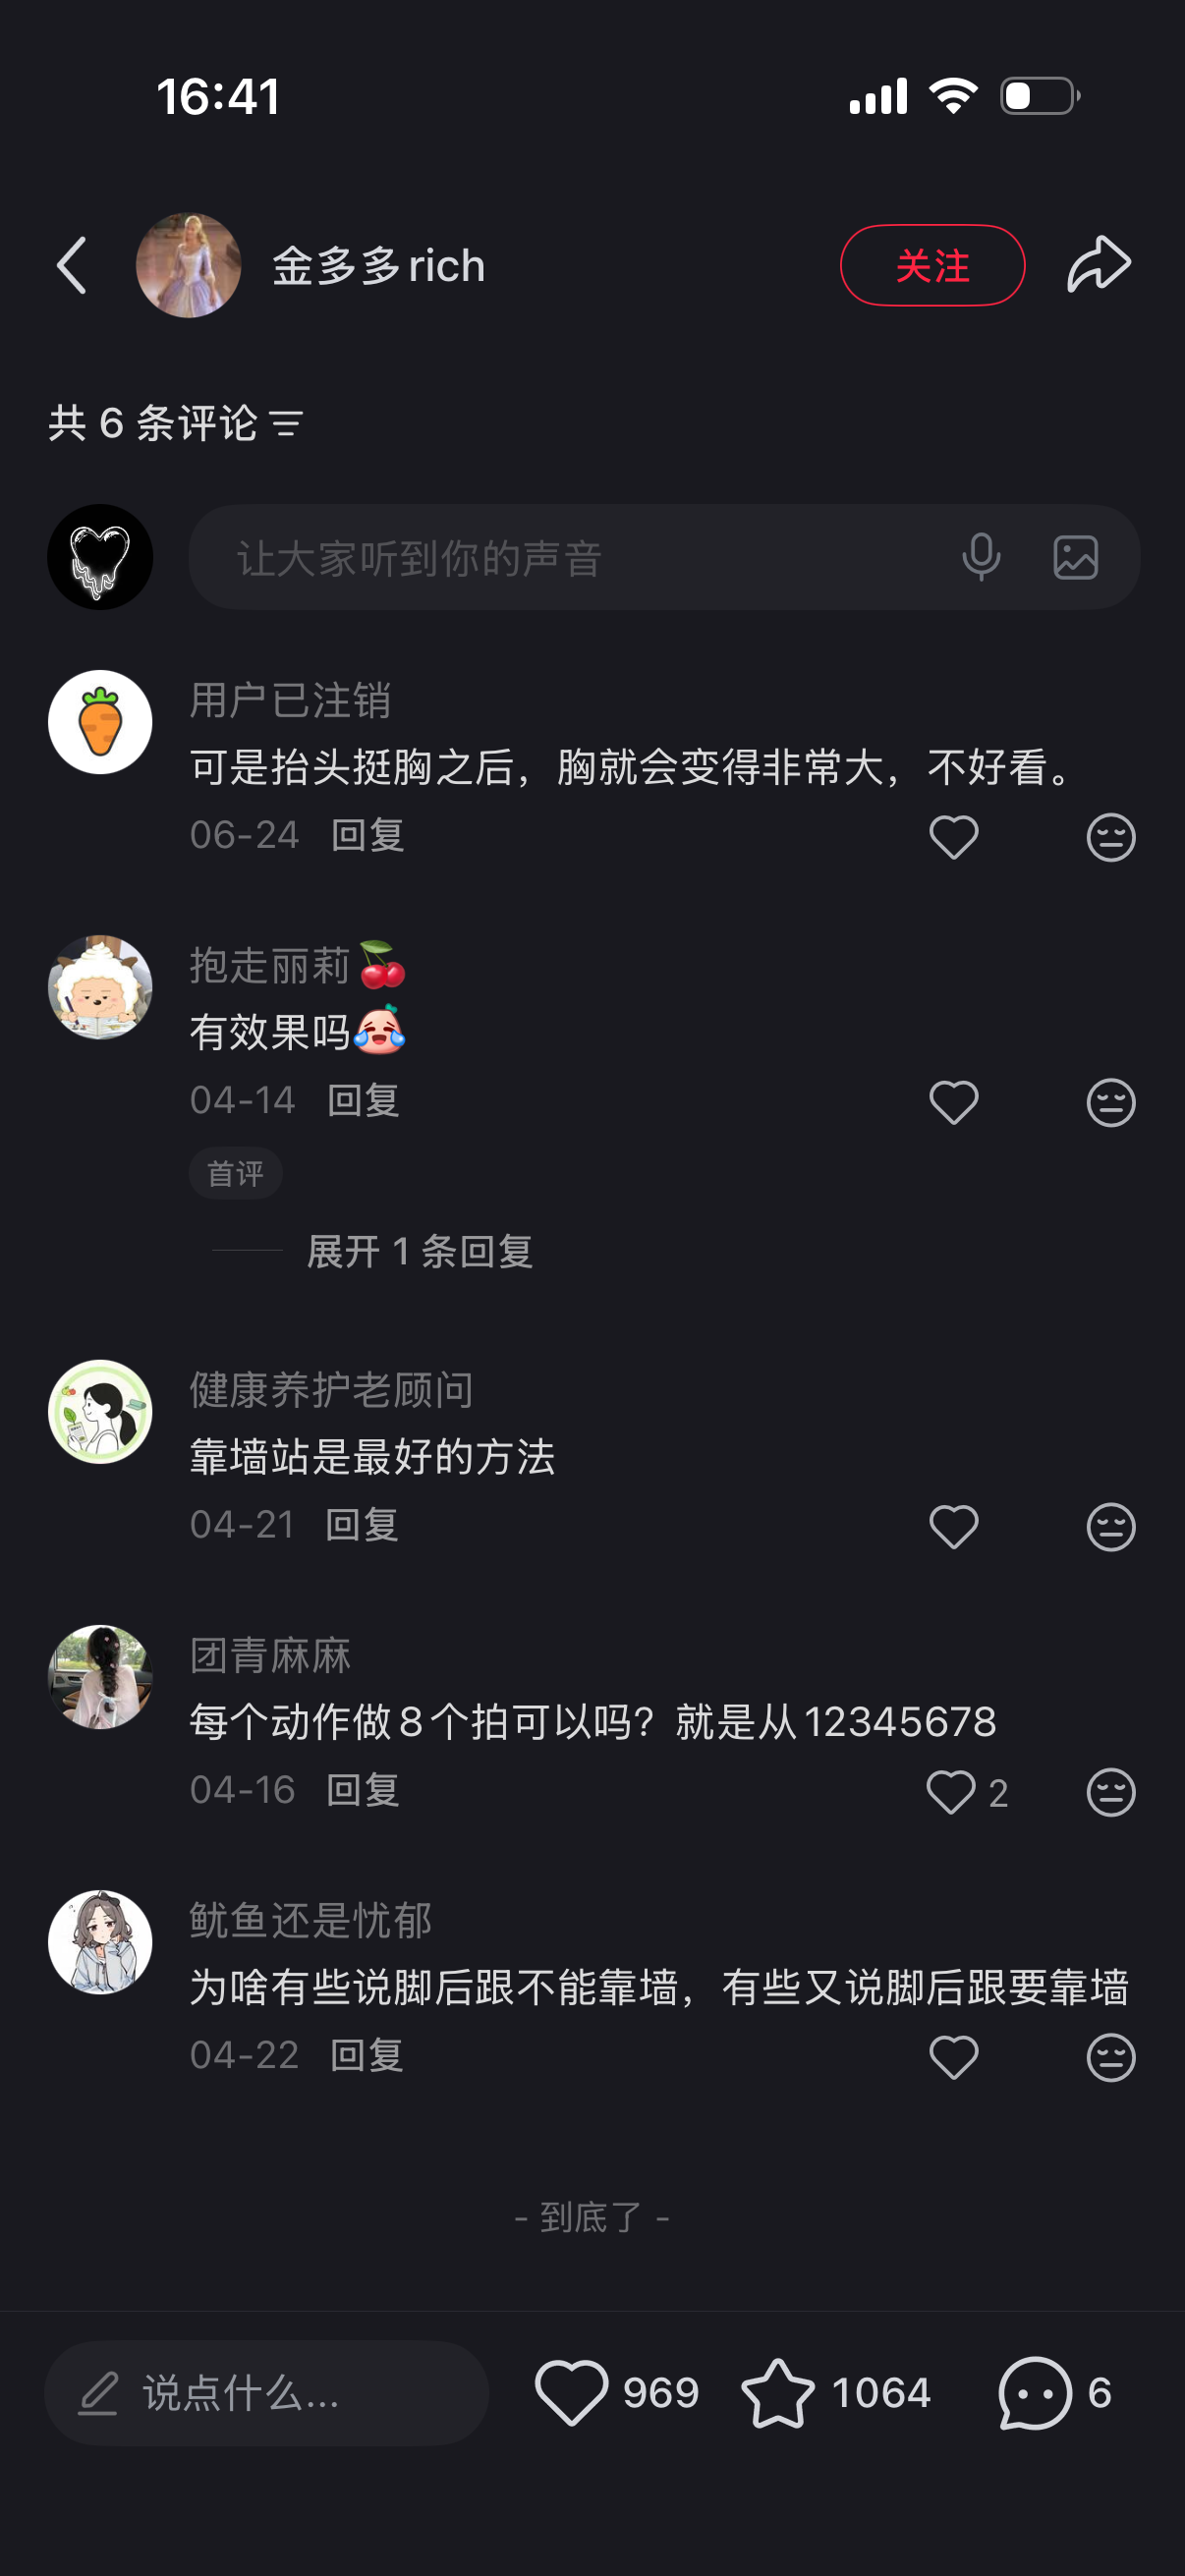 16:41
金多多rich
关注
共 6 条评论
让大家听到你的声音
用户已注销
可是抬头挺胸之后，胸就会变得非常大，不好看。
06-24 回复
抱走丽莉🍒
有效果吗
04-14 回复
首评
展开 1 条回复
健康养护老顾问
靠墙站是最好的方法
04-21 回复
团青麻麻
每个动作做8个拍可以吗？就是从12345678
04-16 回复
2
鱿鱼还是忧郁
为啥有些说脚后跟不能靠墙，有些又说脚后跟要靠墙
04-22 回复
- 到底了 -
说点什么...
969
1064
6